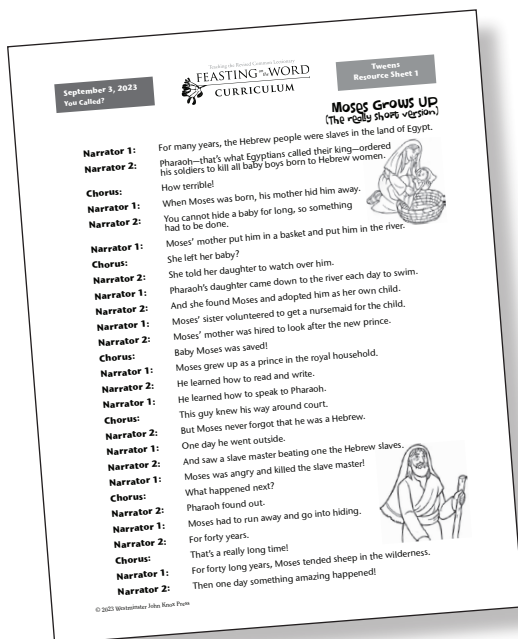 Teaching the Revised Common Lectionary
FEASTING on the WORD
CURRICULUM
September 3, 2023
You Called?
Tweens
Resource Sheet 1
Moses Grows Up
(The really short version)
Narrator 1: For many years, the Hebrew people were slaves in the land of Egypt.
Narrator 2: Pharaoh—that's what Egyptians called their king—ordered
his soldiers to kill all baby boys born to Hebrew women.
Chorus: How terrible!
Narrator 1: When Moses was born, his mother hid him away.
Narrator 2: You cannot hide a baby for long, so something
had to be done.
Narrator 1: Moses' mother put him in a basket and put him in the river.
Chorus: She left her baby?
Narrator 2: She told her daughter to watch over him.
Narrator 1: Pharaoh's daughter came down to the river each day to swim.
Narrator 2: And she found Moses and adopted him as her own child.
Narrator 1: Moses' sister volunteered to get a nursemaid for the child.
Narrator 2: Moses' mother was hired to look after the new prince.
Chorus: Baby Moses was saved!
Narrator 1: Moses grew up as a prince in the royal household.
Narrator 2: He learned how to read and write.
Narrator 1: He learned how to speak to Pharaoh.
Chorus: This guy knew his way around court.
Narrator 2: But Moses never forgot that he was a Hebrew.
Narrator 1: One day he went outside.
Narrator 2: And saw a slave master beating one the Hebrew slaves.
Narrator 1: Moses was angry and killed the slave master!
Chorus: What happened next?
Narrator 2: Pharaoh found out.
Narrator 1: Moses had to run away and go into hiding.
Narrator 2: For forty years.
Chorus: That's a really long time!
Narrator 1: For forty long years, Moses tended sheep in the wilderness.
Narrator 2: Then one day something amazing happened!
© 2023 Westminster John Knox Press